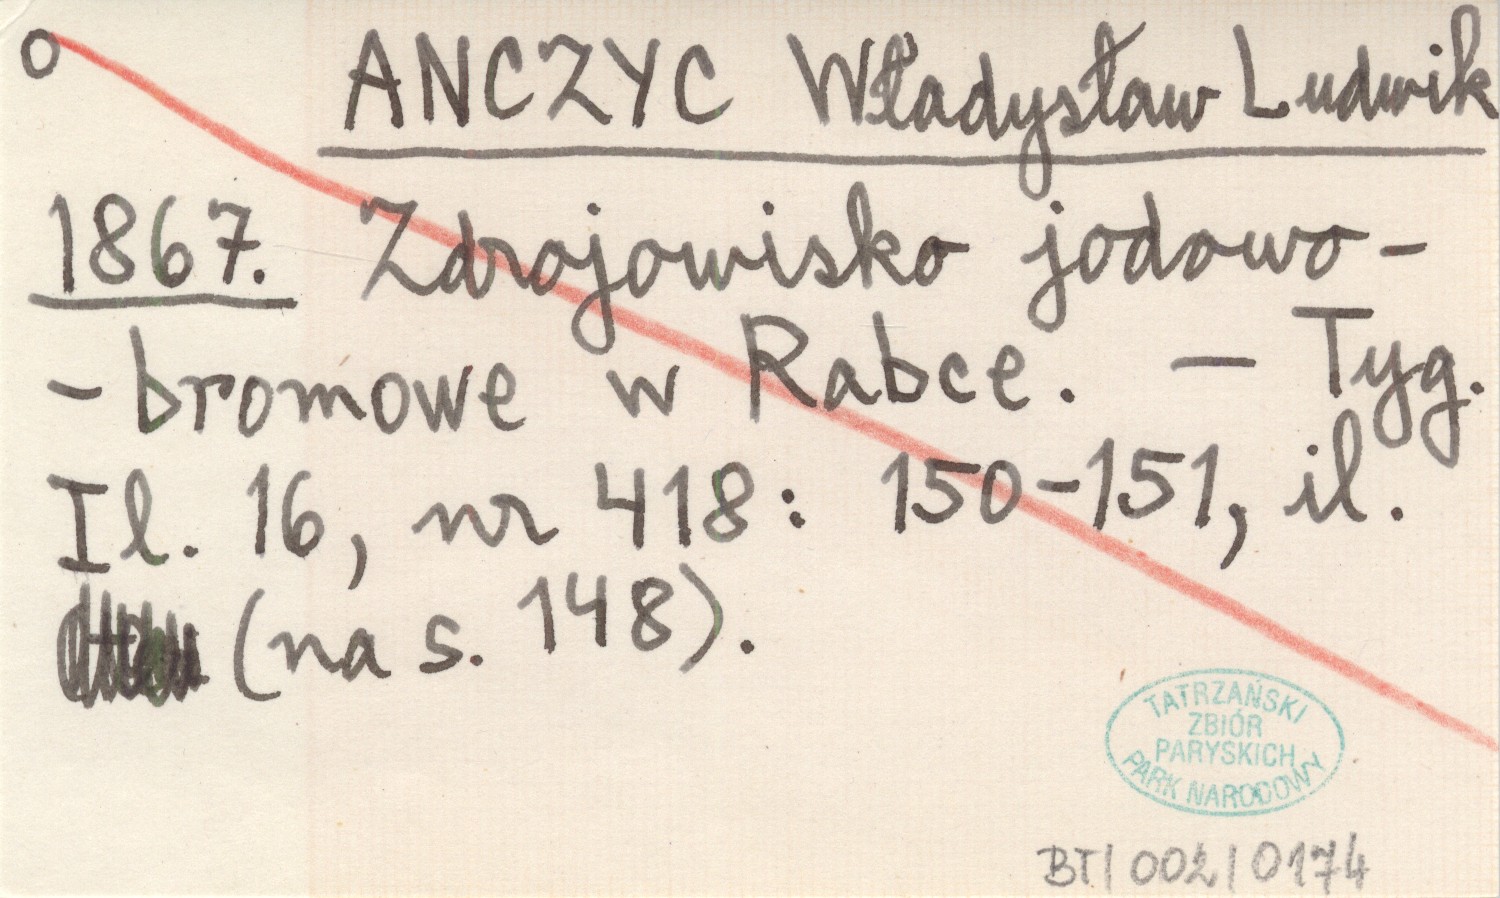 o ANCZYC Władysław Ludwik
1867. Zdrojowisko jodowo-
-bromowe w Rabce. — Tyg.
Il. 16, nr 418: 150-151, il.
(na s. 148).
TATRZAŃSKI
ZBIÓR
PARYSKICH
PARK NARODOWY
BT/002/0174